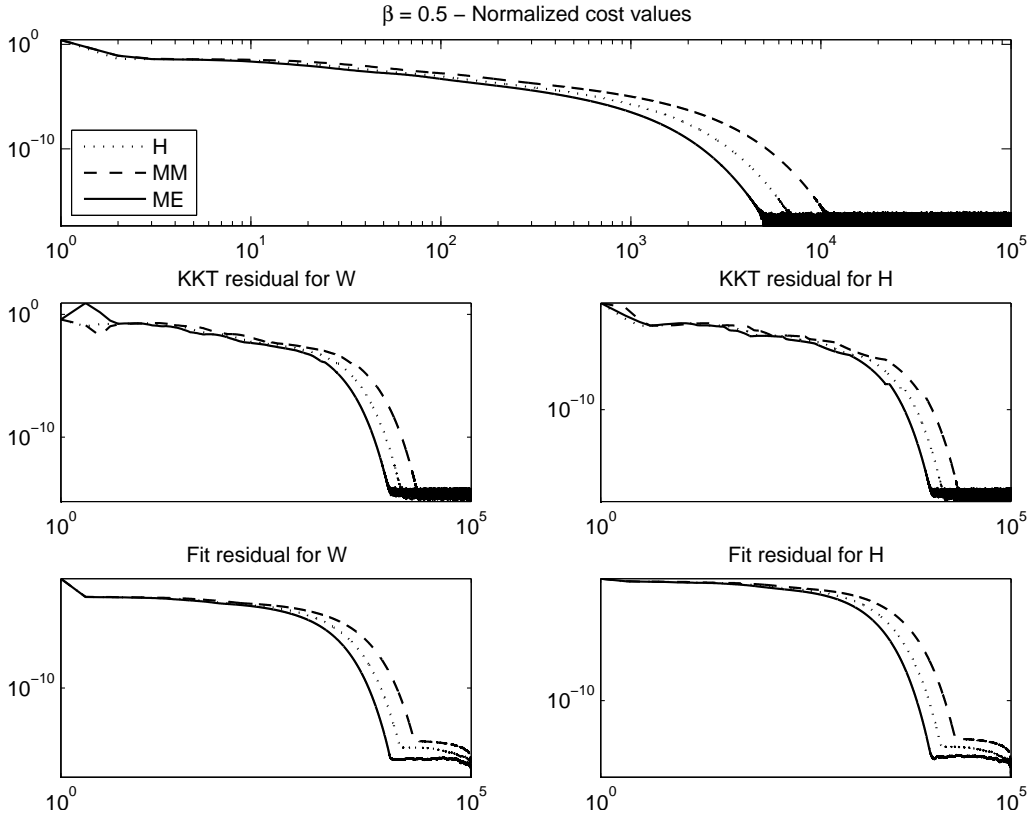 β = 0.5 − Normalized cost values
10^0
10^−10
H
MM
ME
10^0 10^1 10^2 10^3 10^4 10^5
KKT residual for W
10^0
10^−10
10^0 10^5
KKT residual for H
10^−10
10^0 10^5
Fit residual for W
10^−10
10^0 10^5
Fit residual for H
10^−10
10^0 10^5